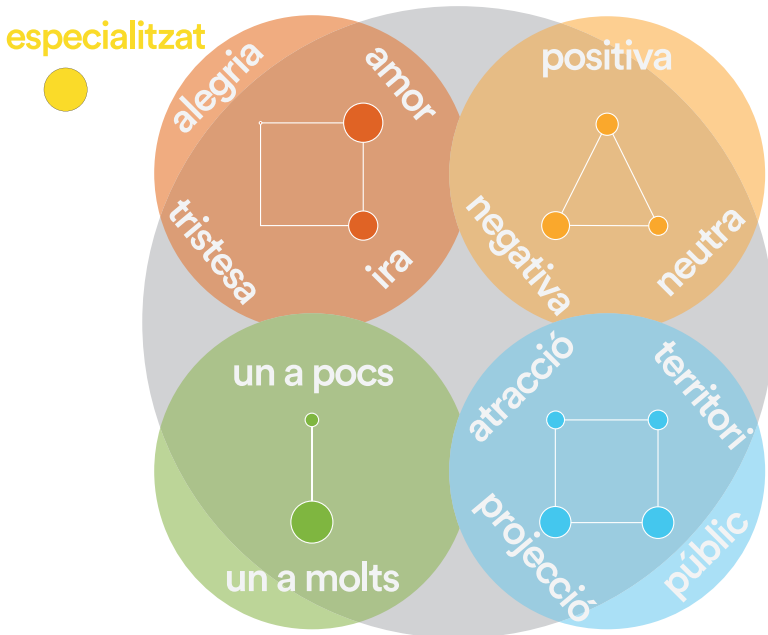 especialitzat
alegria
amor
tristesa
ira
positiva
negativa
neutra
un a pocs
un a molts
atracció
territori
projecció
públic